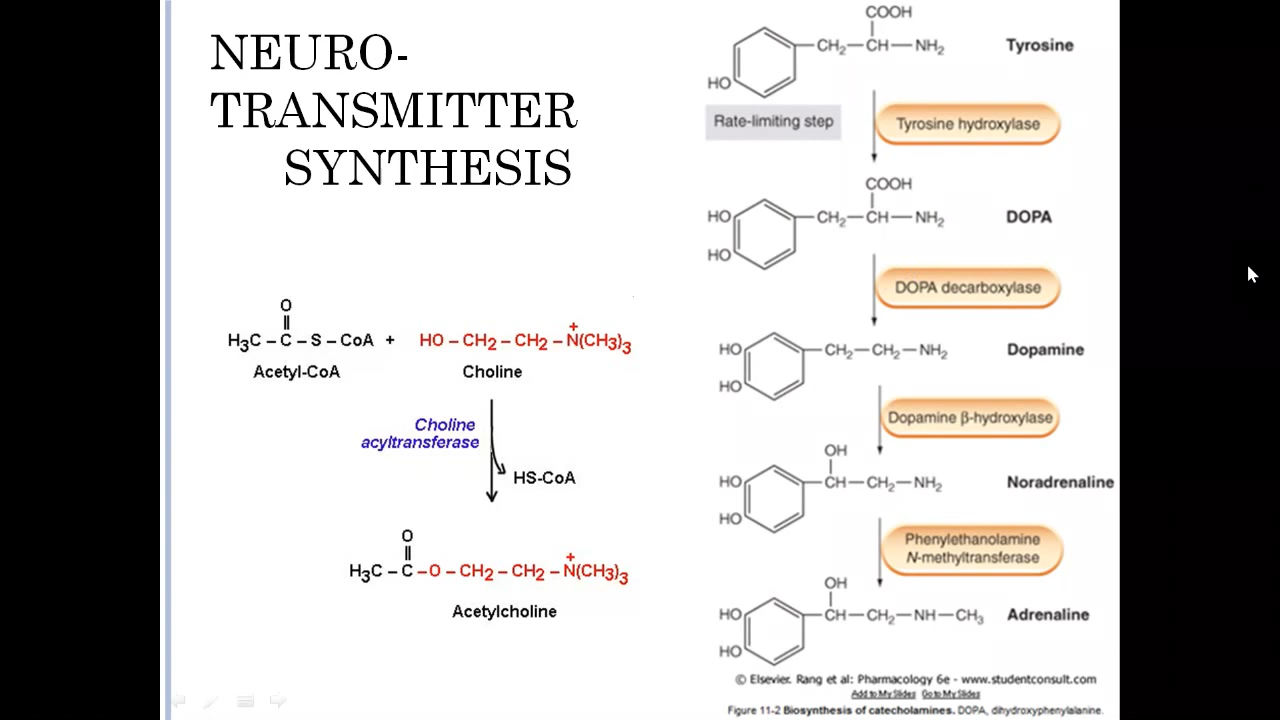 NEURO-
TRANSMITTER
SYNTHESIS
O
H3C – C – S – CoA + HO – CH2 – CH2 – N(CH3)3
+
Acetyl-CoA
Choline
Choline
acyltransferase
HS-CoA
O
H3C – C – O – CH2 – CH2 – N(CH3)3
+
Acetylcholine
COOH
CH2—CH—NH2
HO
Tyrosine
Rate-limiting step
Tyrosine hydroxylase
COOH
HO
CH2—CH—NH2
HO
DOPA
DOPA decarboxylase
HO
CH2—CH2—NH2
HO
Dopamine
Dopamine β-hydroxylase
OH
HO
CH—CH2—NH2
HO
Noradrenaline
Phenylethanolamine
N-methyltransferase
OH
HO
CH—CH2—NH—CH3
HO
Adrenaline
© Elsevier. Rang et al: Pharmacology 6e - www.studentconsult.com
Add to My Slides Go to My Slides
Figure 11-2 Biosynthesis of catecholamines. DOPA, dihydroxyphenylalanine.